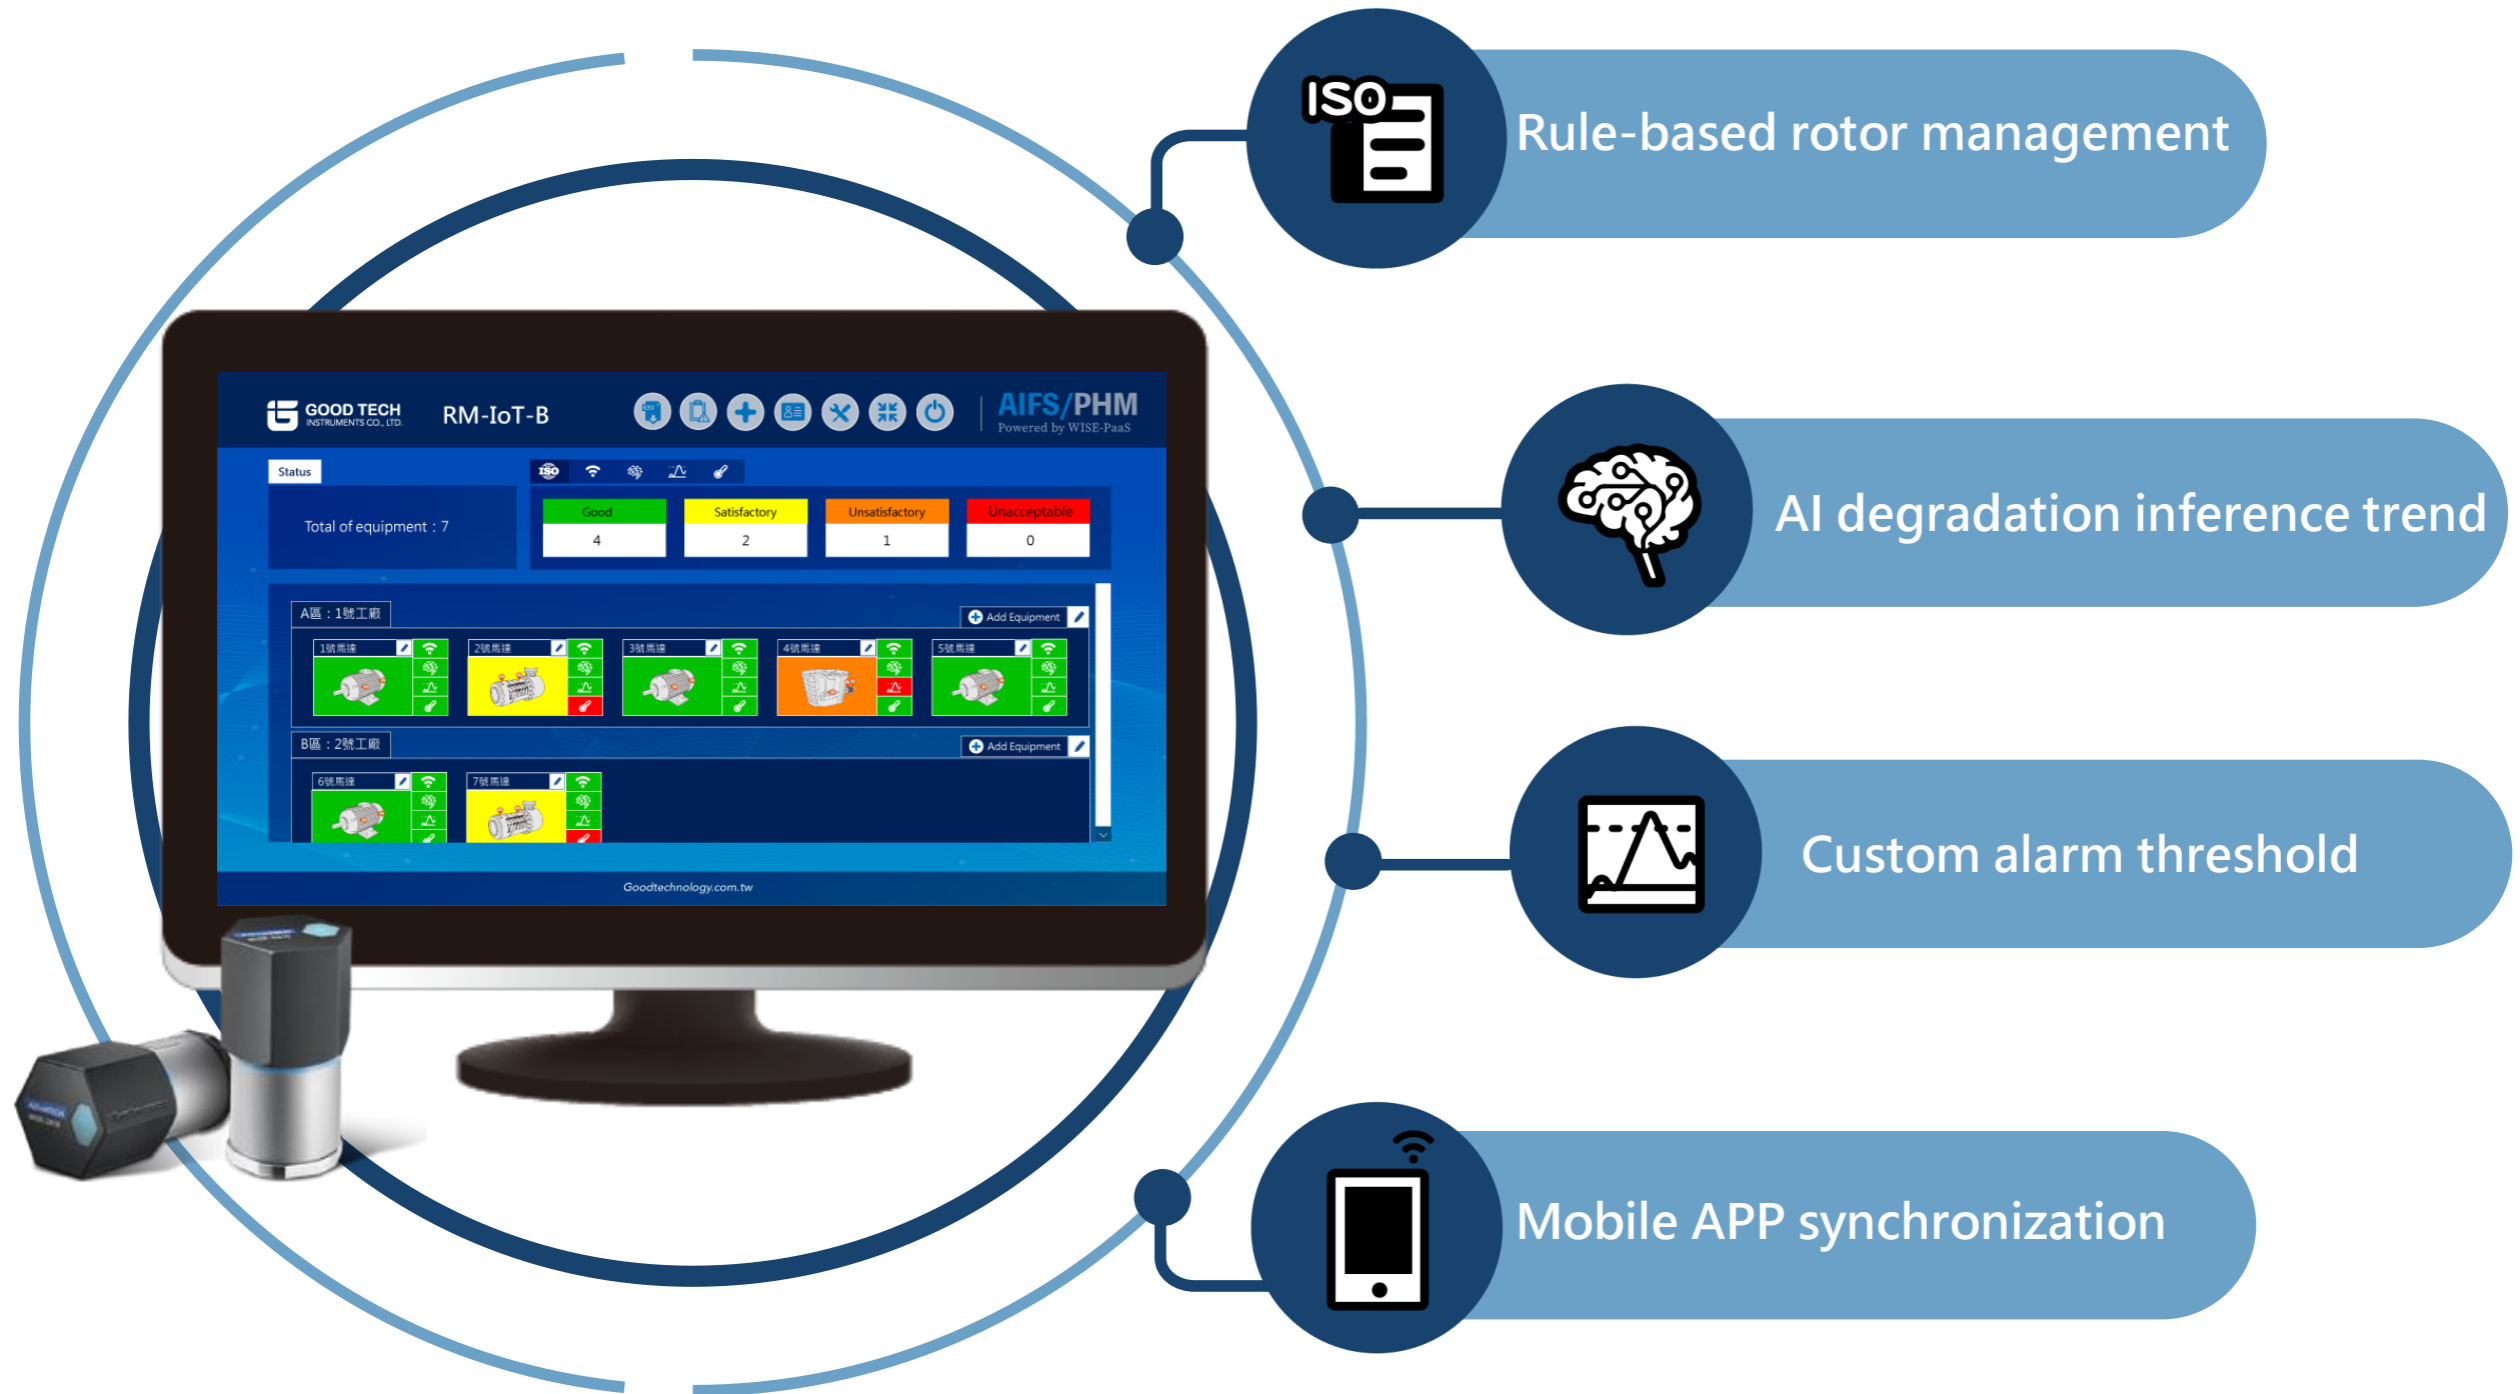 ISO
Rule-based rotor management
AI degradation inference trend
Custom alarm threshold
Mobile APP synchronization
GOOD TECH
INSTRUMENTS CO., LTD.
RM-IoT-B
AIFS/PHM
Powered by WISE-PaaS
Status
ISO
Total of equipment : 7
Good
Satisfactory
Unsatisfactory
Unacceptable
4
2
1
0
A區：1號工廠
Add Equipment
1號馬達
2號馬達
3號馬達
4號馬達
5號馬達
B區：2號工廠
Add Equipment
6號馬達
7號馬達
Goodtechnology.com.tw